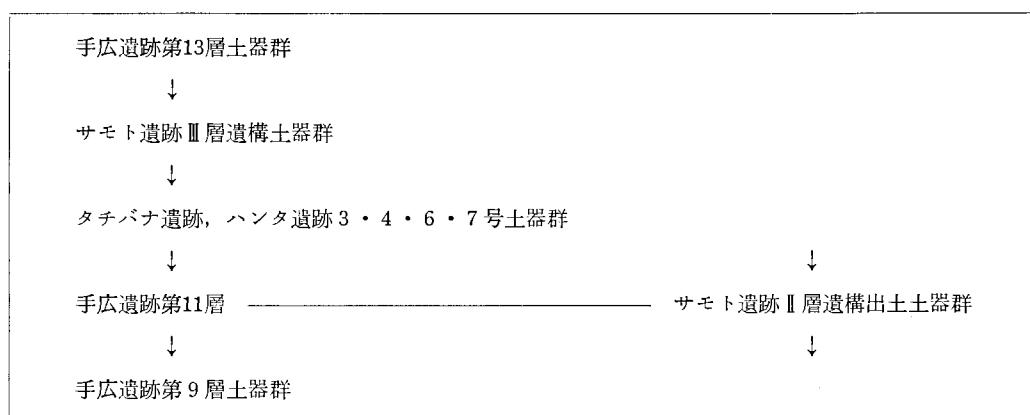 手広遺跡第13層土器群
↓
サモト遺跡Ⅲ層遺構土器群
↓
タチバナ遺跡，ハンタ遺跡3・4・6・7号土器群
↓ ↓
手広遺跡第11層 ―――― サモト遺跡Ⅱ層遺構出土土器群
↓ ↓
手広遺跡第9層土器群